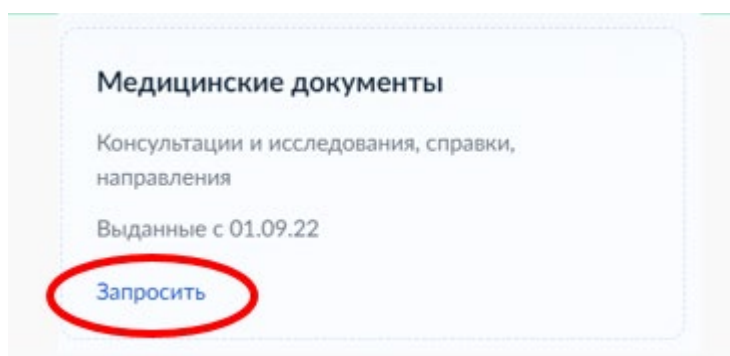 Медицинские документы
Консультации и исследования, справки,
направления
Выданные с 01.09.22
Запросить